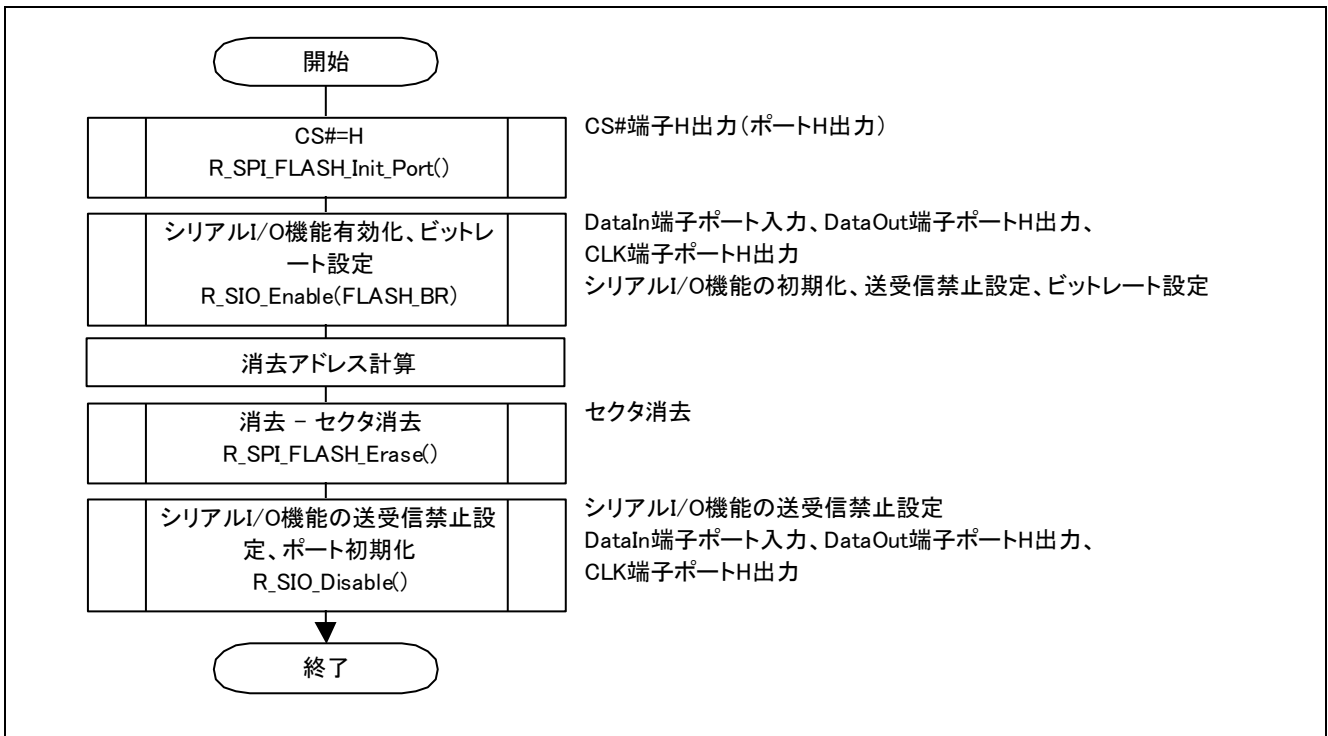 開始
CS#=H
R_SPI_FLASH_Init_Port()
CS#端子H出力(ポートH出力)
シリアルI/O機能有効化、ビットレ
ート設定
R_SIO_Enable(FLASH_BR)
DataIn端子ポート入力、DataOut端子ポートH出力、
CLK端子ポートH出力
シリアルI/O機能の初期化、送受信禁止設定、ビットレート設定
消去アドレス計算
消去 - セクタ消去
R_SPI_FLASH_Erase()
セクタ消去
シリアルI/O機能の送受信禁止設
定、ポート初期化
R_SIO_Disable()
シリアルI/O機能の送受信禁止設定
DataIn端子ポート入力、DataOut端子ポートH出力、
CLK端子ポートH出力
終了